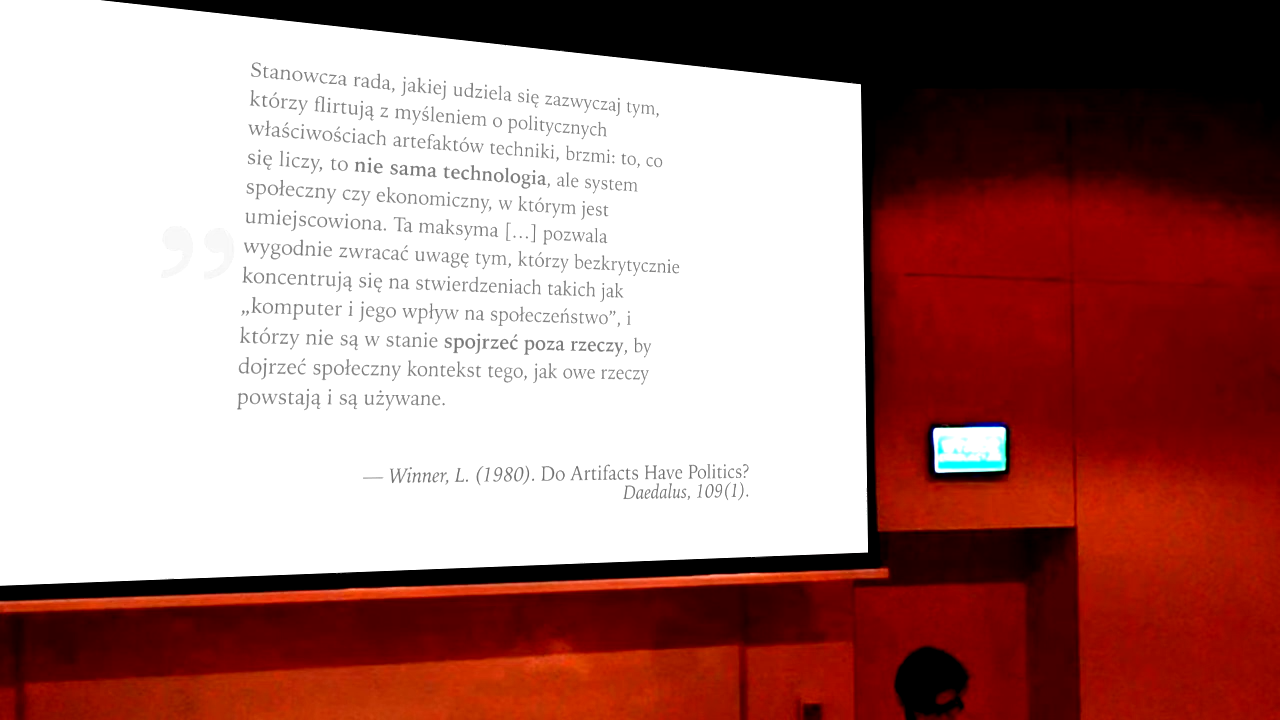 Stanowcza rada, jakiej udziela się zazwyczaj tym,
którzy flirtują z myśleniem o politycznych
właściwościach artefaktów techniki, brzmi: to, co
się liczy, to nie sama technologia, ale system
społeczny czy ekonomiczny, w którym jest
umiejscowiona. Ta maksyma […] pozwala
wygodnie zwracać uwagę tym, którzy bezkrytycznie
koncentrują się na stwierdzeniach takich jak
„komputer i jego wpływ na społeczeństwo”, i
którzy nie są w stanie spojrzeć poza rzeczy, by
dojrzeć społeczny kontekst tego, jak owe rzeczy
powstają i są używane.
— Winner, L. (1980). Do Artifacts Have Politics?
Daedalus, 109(1).